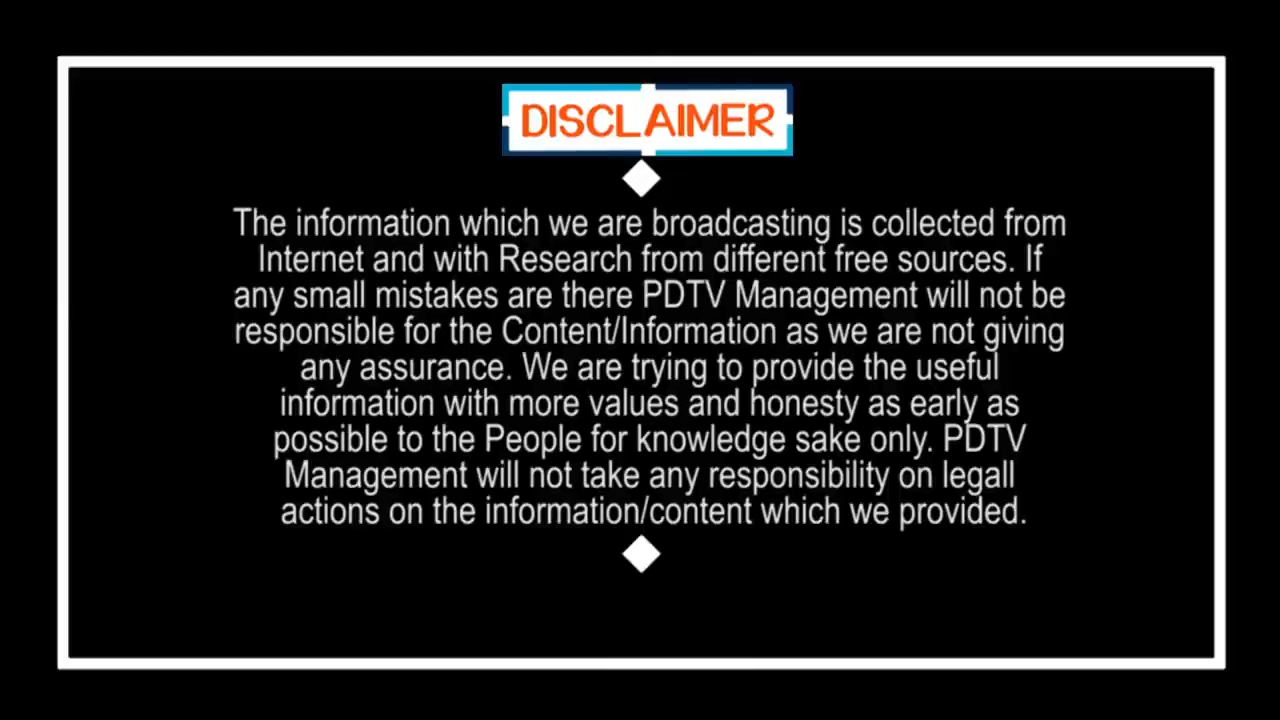 DISCLAIMER
The information which we are broadcasting is collected from
Internet and with Research from different free sources. If
any small mistakes are there PDTV Management will not be
responsible for the Content/Information as we are not giving
any assurance. We are trying to provide the useful
information with more values and honesty as early as
possible to the People for knowledge sake only. PDTV
Management will not take any responsibility on legall
actions on the information/content which we provided.